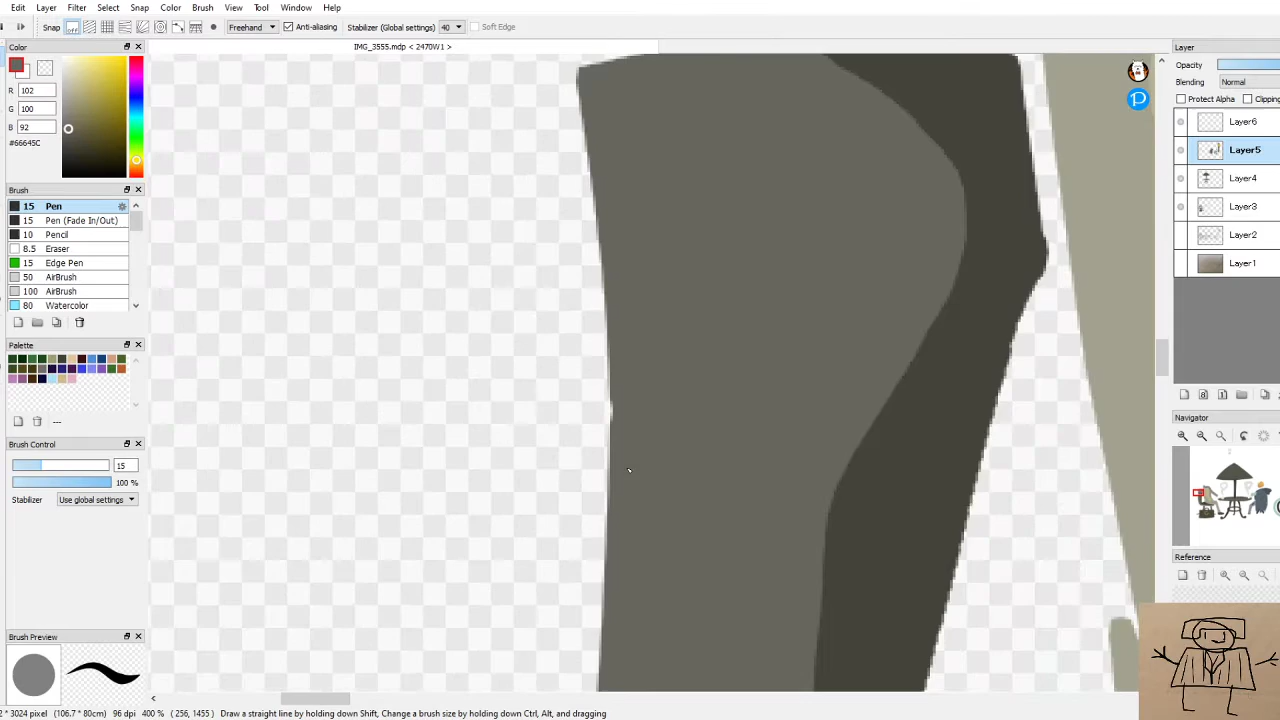 Edit Layer Filter Select Snap Color Brush View Tool Window Help
Snap off Freehand Anti-aliasing Stabilizer (Global settings) 40 Soft Edge
IMG_3555.mdp < 2470W1 >
Color
R 102
G 100
B 92
#66645C
Brush
15 Pen
15 Pen (Fade In/Out)
10 Pencil
8.5 Eraser
15 Edge Pen
50 AirBrush
100 AirBrush
80 Watercolor
Palette
---
Brush Control
15
100 %
Stabilizer Use global settings
Brush Preview
Layer
Opacity
Blending Normal
Protect Alpha Clipping
Layer6
Layer5
Layer4
Layer3
Layer2
Layer1
Navigator
Reference
* 3024 pixel (106.7 * 80cm) 96 dpi 400 % ( 256, 1455) Draw a straight line by holding down Shift, Change a brush size by holding down Ctrl, Alt, and dragging